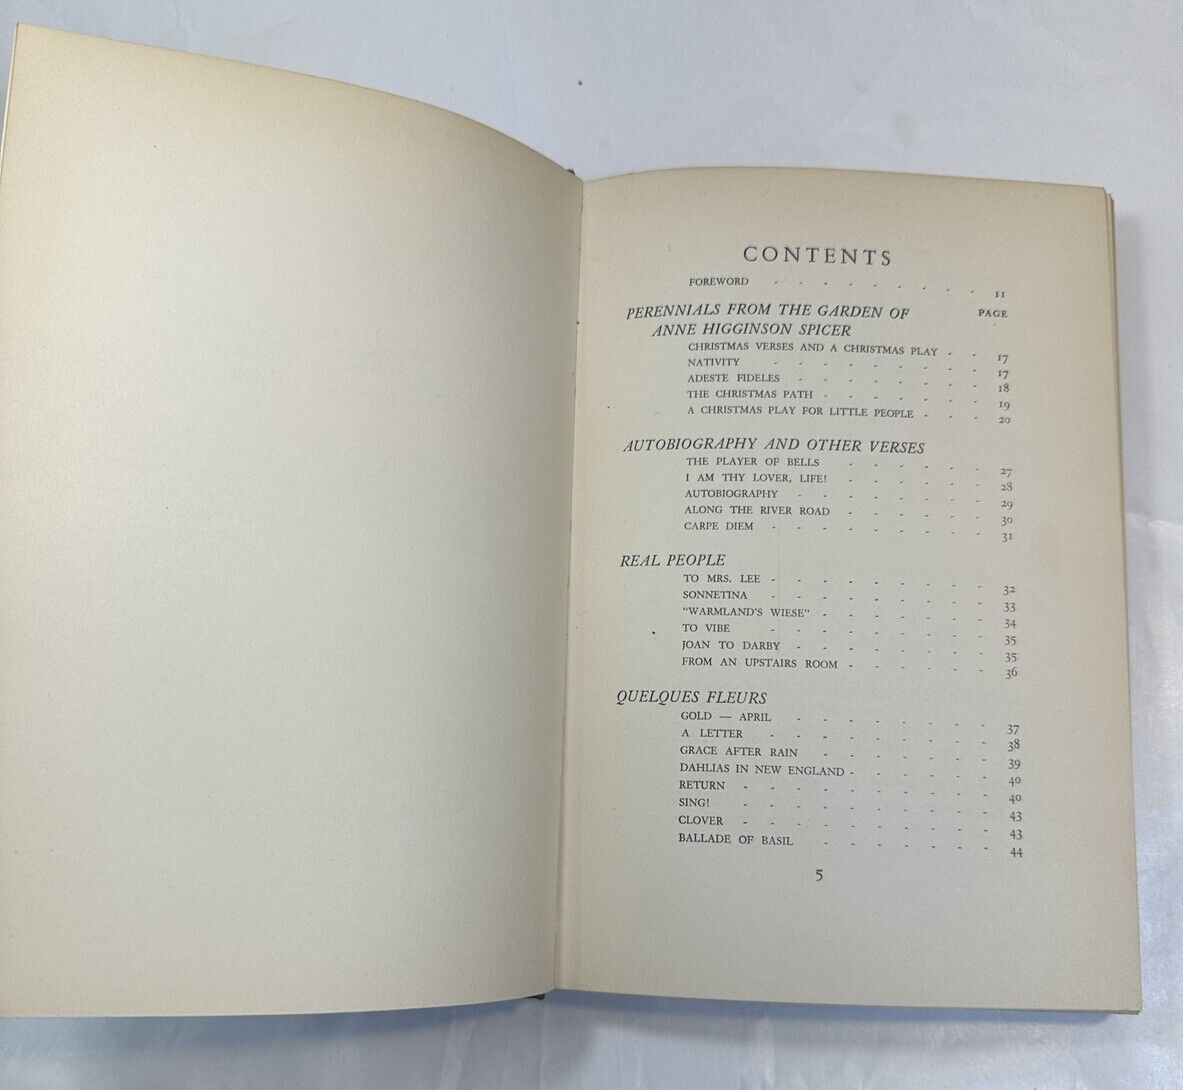 CONTENTS
FOREWORD - - - - - - - - - 11
PERENNIALS FROM THE GARDEN OF PAGE
ANNE HIGGINSON SPICER
CHRISTMAS VERSES AND A CHRISTMAS PLAY - - 17
NATIVITY - - - - - - - - 17
ADESTE FIDELES - - - - - - - - 18
THE CHRISTMAS PATH - - - - - - - 19
A CHRISTMAS PLAY FOR LITTLE PEOPLE - - - 20
AUTOBIOGRAPHY AND OTHER VERSES
THE PLAYER OF BELLS - - - - - - 27
I AM THY LOVER, LIFE! - - - - - - 28
AUTOBIOGRAPHY - - - - - - - - 29
ALONG THE RIVER ROAD - - - - - - 30
CARPE DIEM - - - - - - - - - 31
REAL PEOPLE
TO MRS. LEE - - - - - - - - - 32
SONNETINA - - - - - - - - - 33
"WARMLAND'S WIESE" - - - - - - - 34
TO VIBE - - - - - - - - - 35
JOAN TO DARBY - - - - - - - - 35
FROM AN UPSTAIRS ROOM - - - - - - 36
QUELQUES FLEURS
GOLD — APRIL - - - - - - - - 37
A LETTER - - - - - - - - - 38
GRACE AFTER RAIN - - - - - - - 39
DAHLIAS IN NEW ENGLAND - - - - - - 40
RETURN - - - - - - - - - - 40
SING! - - - - - - - - - - 43
CLOVER - - - - - - - - - - 43
BALLADE OF BASIL - - - - - - - 44
5